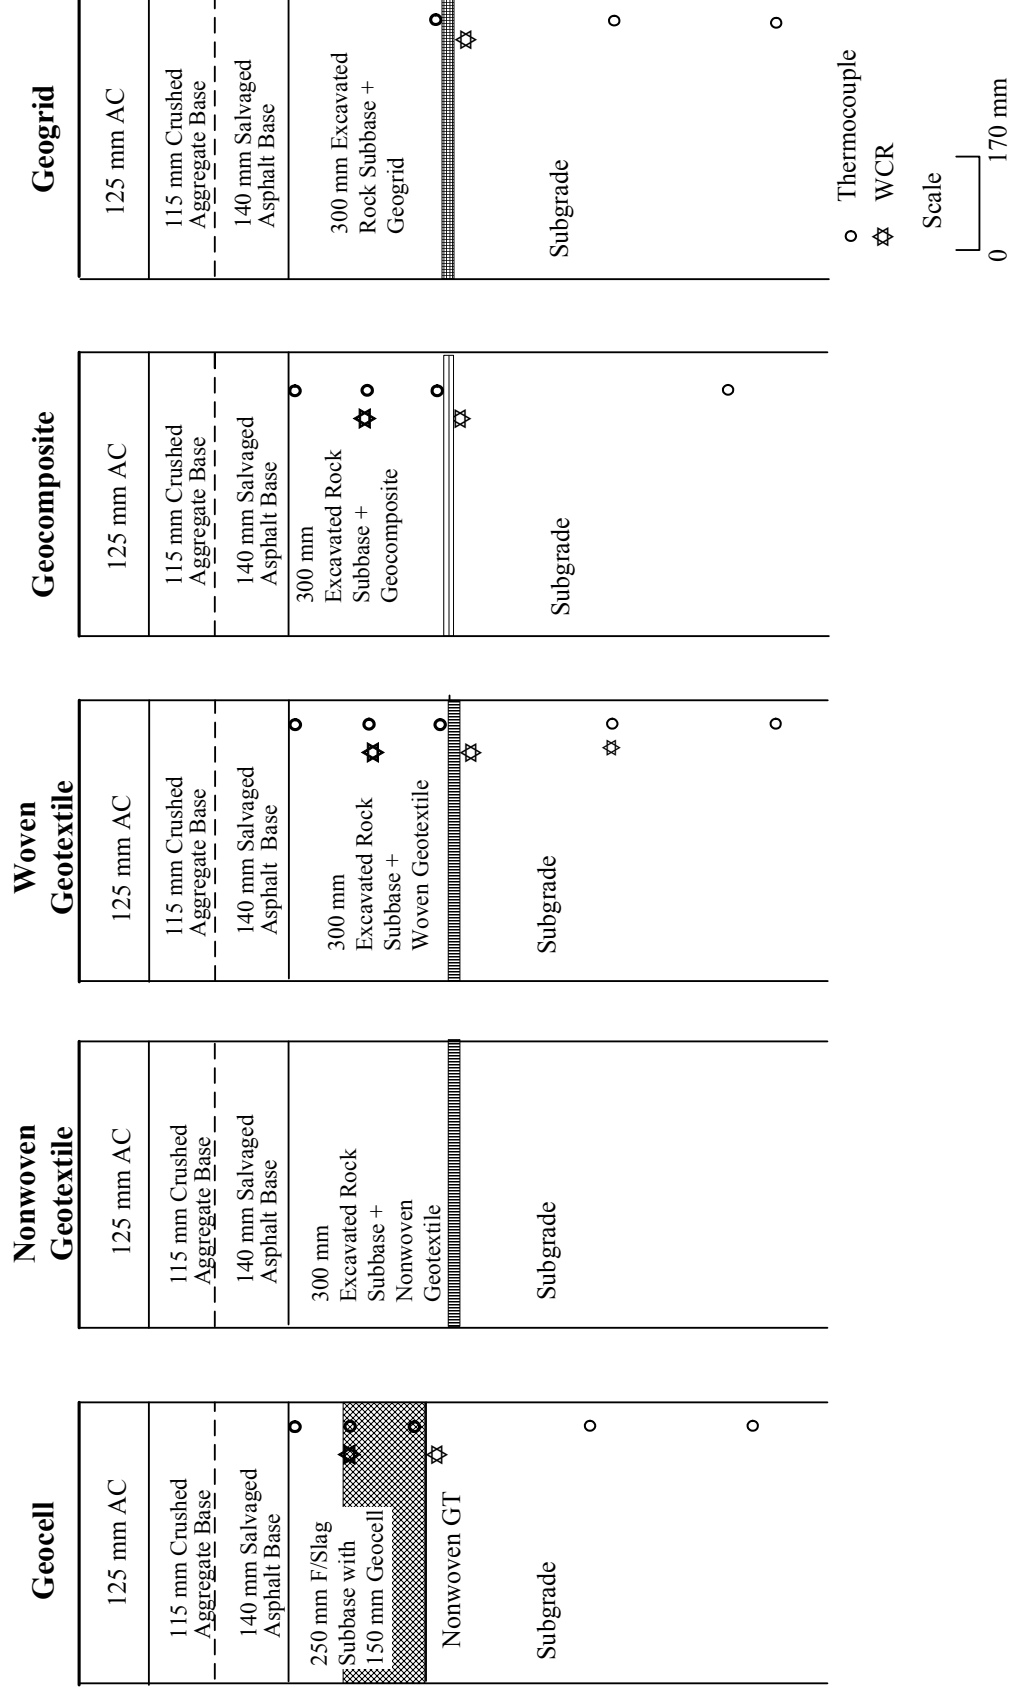 Geocell
125 mm AC
115 mm Crushed
Aggregate Base
140 mm Salvaged
Asphalt Base
250 mm F/Slag
Subbase with
150 mm Geocell
Nonwoven GT
Subgrade
Nonwoven
Geotextile
125 mm AC
115 mm Crushed
Aggregate Base
140 mm Salvaged
Asphalt Base
300 mm
Excavated Rock
Subbase +
Nonwoven
Geotextile
Subgrade
Woven
Geotextile
125 mm AC
115 mm Crushed
Aggregate Base
140 mm Salvaged
Asphalt Base
300 mm
Excavated Rock
Subbase +
Woven Geotextile
Subgrade
Geocomposite
125 mm AC
115 mm Crushed
Aggregate Base
140 mm Salvaged
Asphalt Base
300 mm
Excavated Rock
Subbase +
Geocomposite
Subgrade
Geogrid
125 mm AC
115 mm Crushed
Aggregate Base
140 mm Salvaged
Asphalt Base
300 mm Excavated
Rock Subbase +
Geogrid
Subgrade
Thermocouple
WCR
Scale
0 170 mm